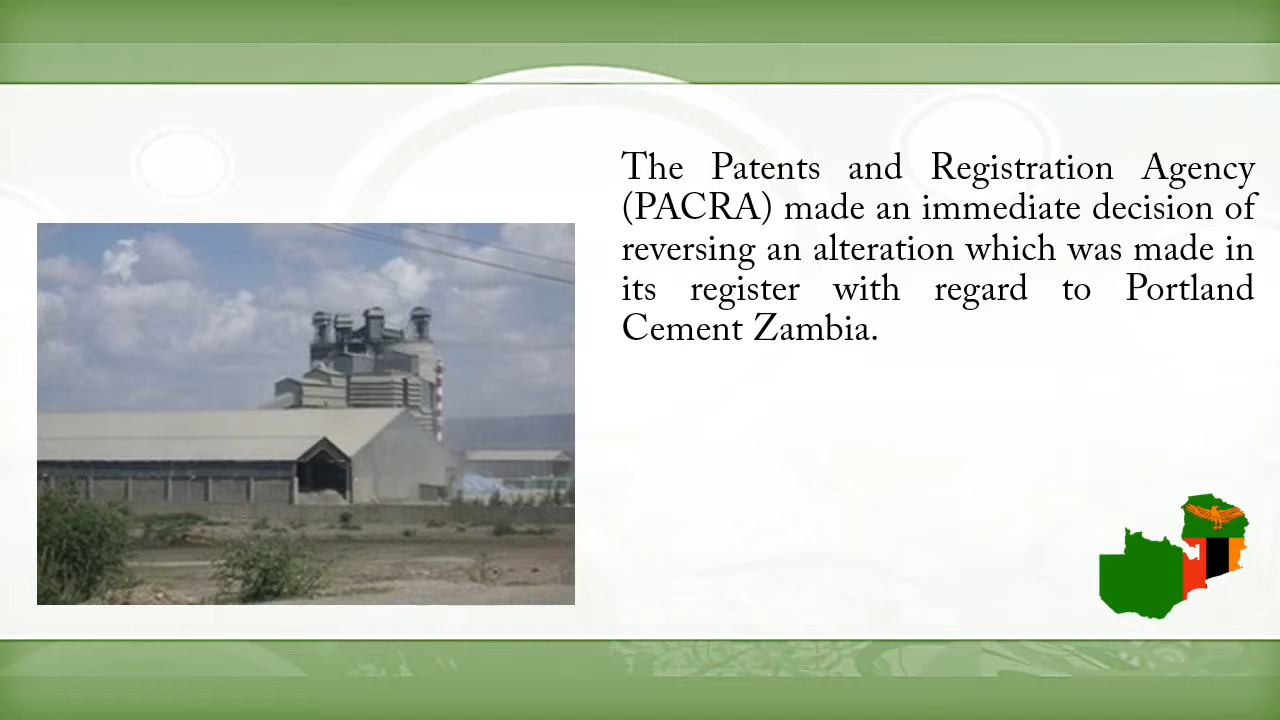 The Patents and Registration Agency
(PACRA) made an immediate decision of
reversing an alteration which was made in
its register with regard to Portland
Cement Zambia.